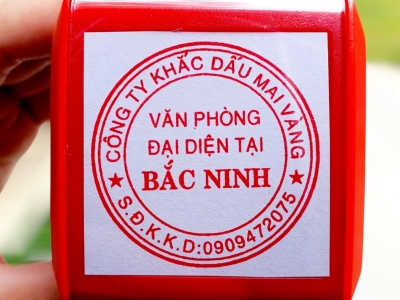 CÔNG TY KHẮC DẤU MAI VÀNG
VĂN PHÒNG
ĐẠI DIỆN TẠI
BẮC NINH
★ S.Đ.K.K.D:0909472075 ★